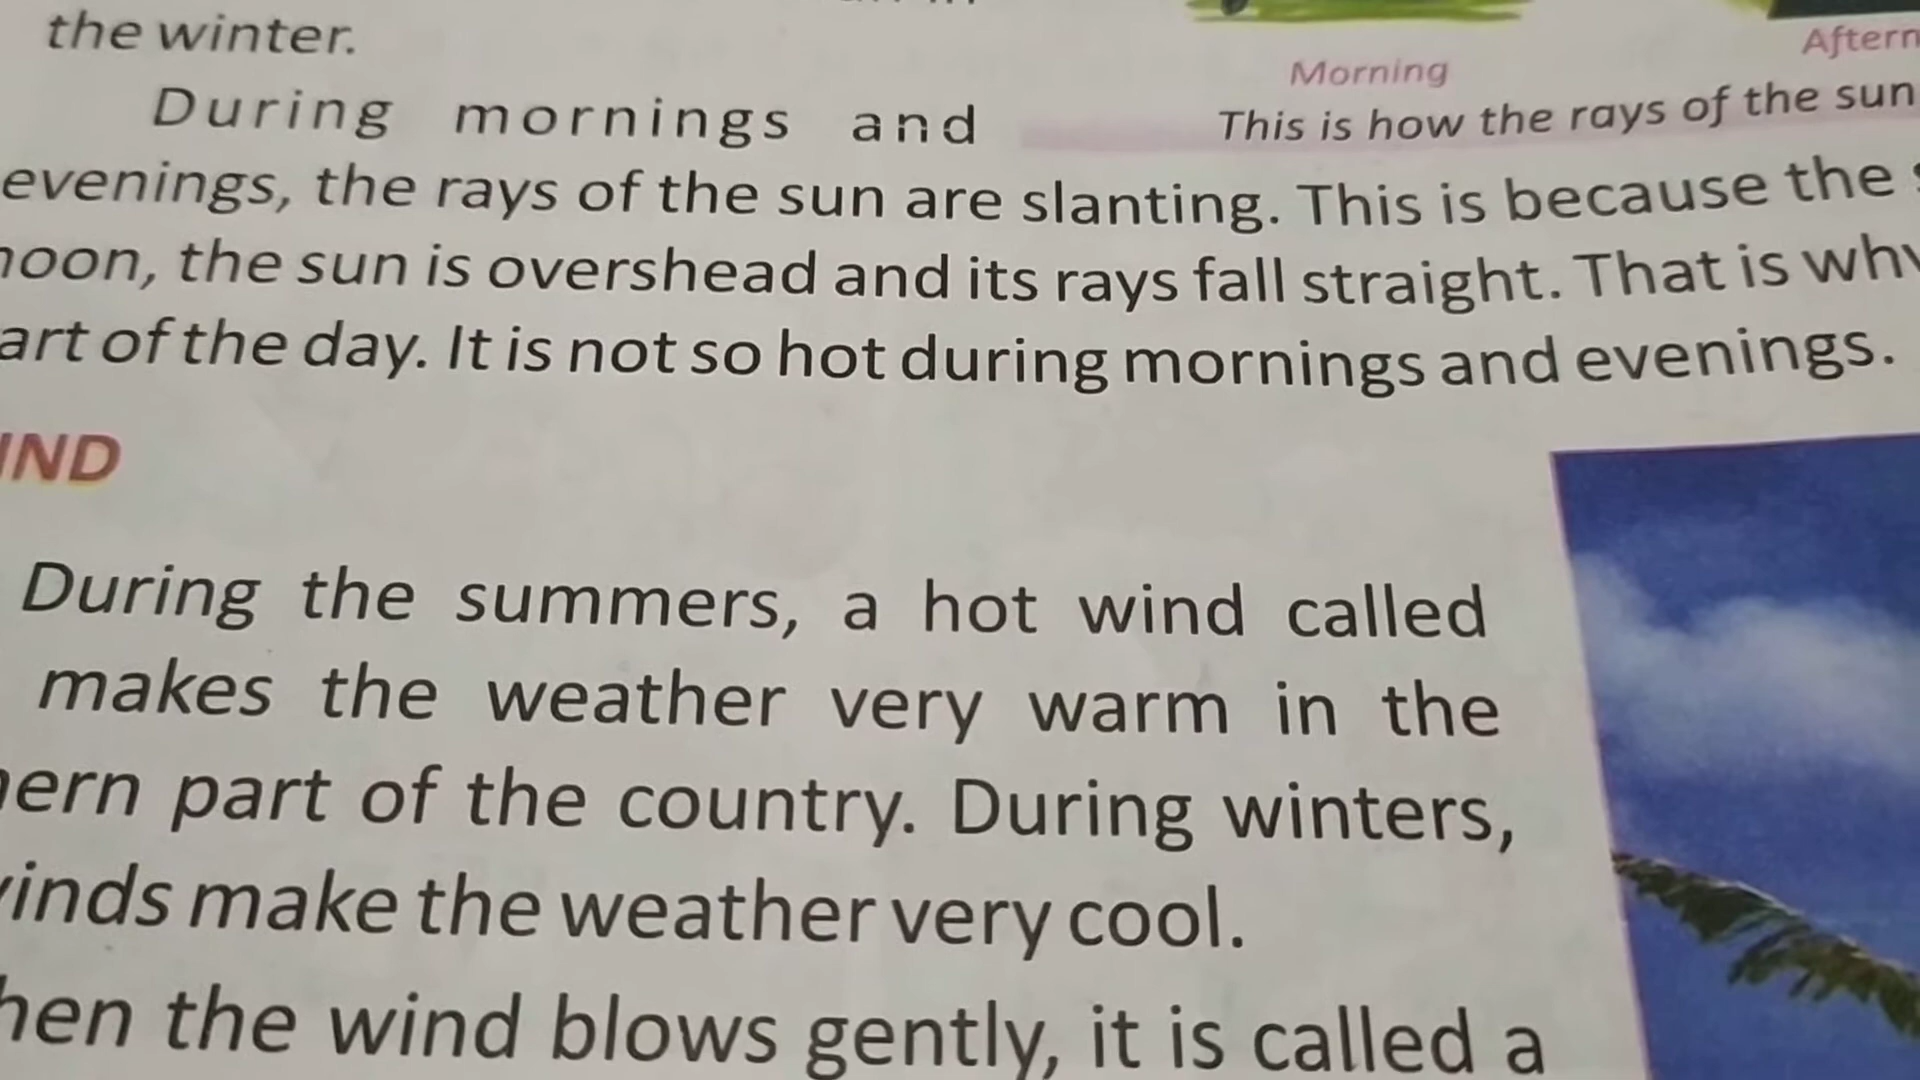 the winter.
During mornings and
evenings, the rays of the sun are slanting. This is because the
noon, the sun is overshead and its rays fall straight. That is why
art of the day. It is not so hot during mornings and evenings.
Morning
This is how the rays of the sun
IND
During the summers, a hot wind called
makes the weather very warm in the
ern part of the country. During winters,
inds make the weather very cool.
hen the wind blows gently, it is called a